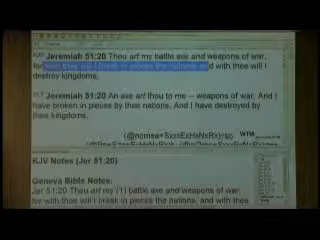 KJV Jeremiah 51:20 Thou art my battle axe and weapons of war:
for with thee will I break in pieces the nations, and with thee will I
destroy kingdoms;
YLT Jeremiah 51:20 An axe art thou to me -- weapons of war, And I
have broken in pieces by thee nations, And I have destroyed by
thee kingdoms,
WTM
KJV Notes (Jer 51:20)
Geneva Bible Notes:
Jer 51:20 Thou art my (1) battle axe and weapons of war
for with thee will I break in pieces the nations, and with thee